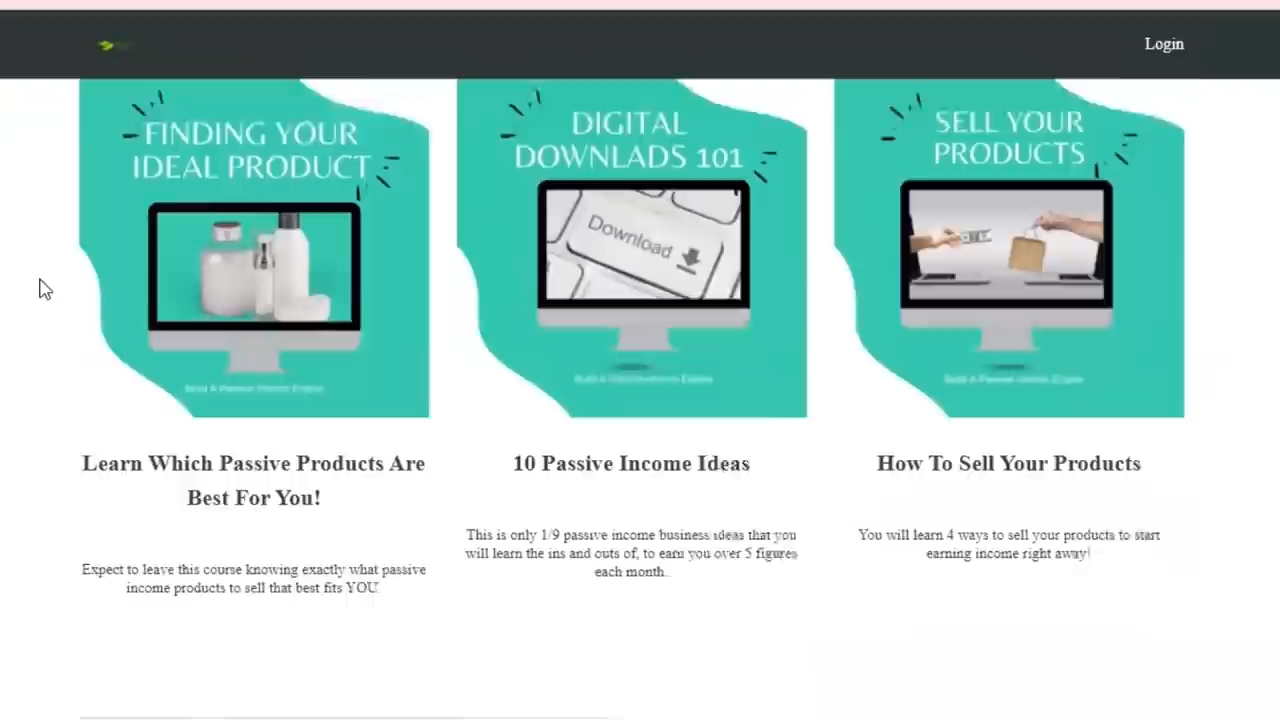 Login
FINDING YOUR
IDEAL PRODUCT
DIGITAL
DOWNLADS 101
Download
SELL YOUR
PRODUCTS
Learn Which Passive Products Are
Best For You!
Expect to leave this course knowing exactly what passive
income products to sell that best fits YOU!
10 Passive Income Ideas
This is only 1/9 passive income business ideas that you
will learn the ins and outs of, to earn you over 5 figures
each month.
How To Sell Your Products
You will learn 4 ways to sell your products to start
earning income right away!